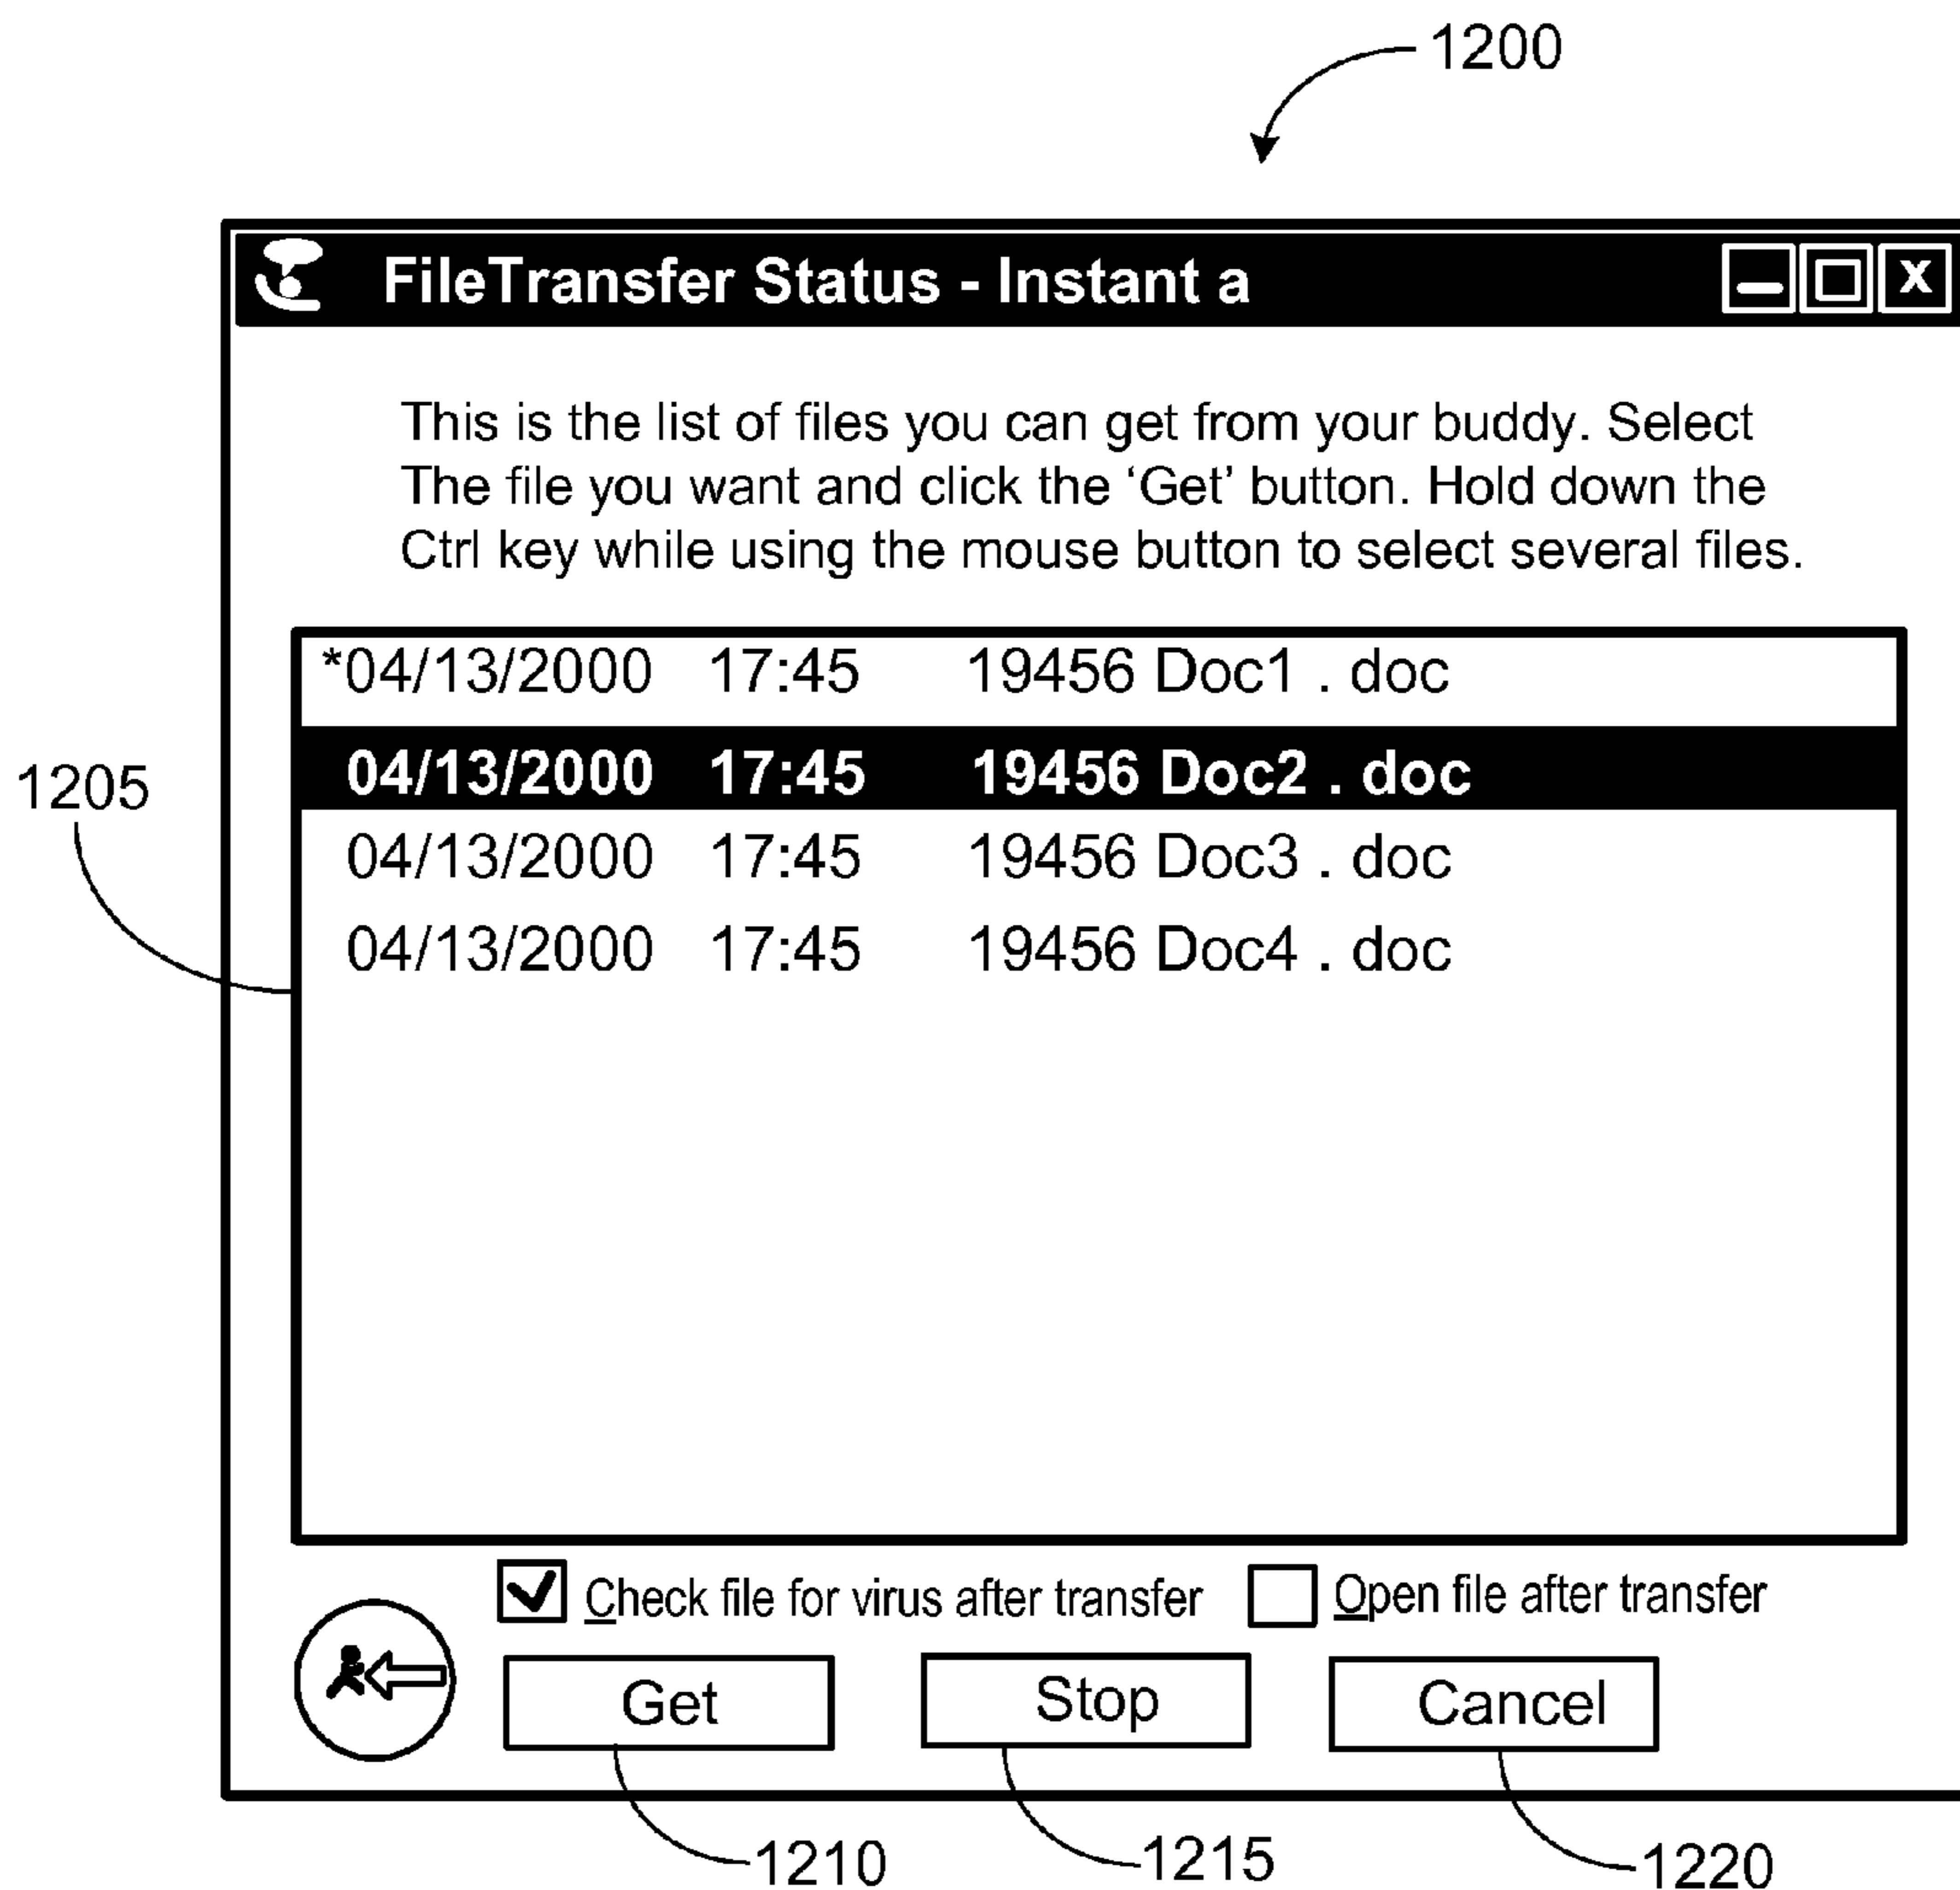 1200
FileTransfer Status - Instant a
X
This is the list of files you can get from your buddy. Select
The file you want and click the ‘Get’ button. Hold down the
Ctrl key while using the mouse button to select several files.
*04/13/2000 17:45 19456 Doc1 . doc
04/13/2000 17:45 19456 Doc2 . doc
1205
04/13/2000 17:45 19456 Doc3 . doc
04/13/2000 17:45 19456 Doc4 . doc
Check file for virus after transfer Open file after transfer
Get Stop Cancel
1210 1215 1220